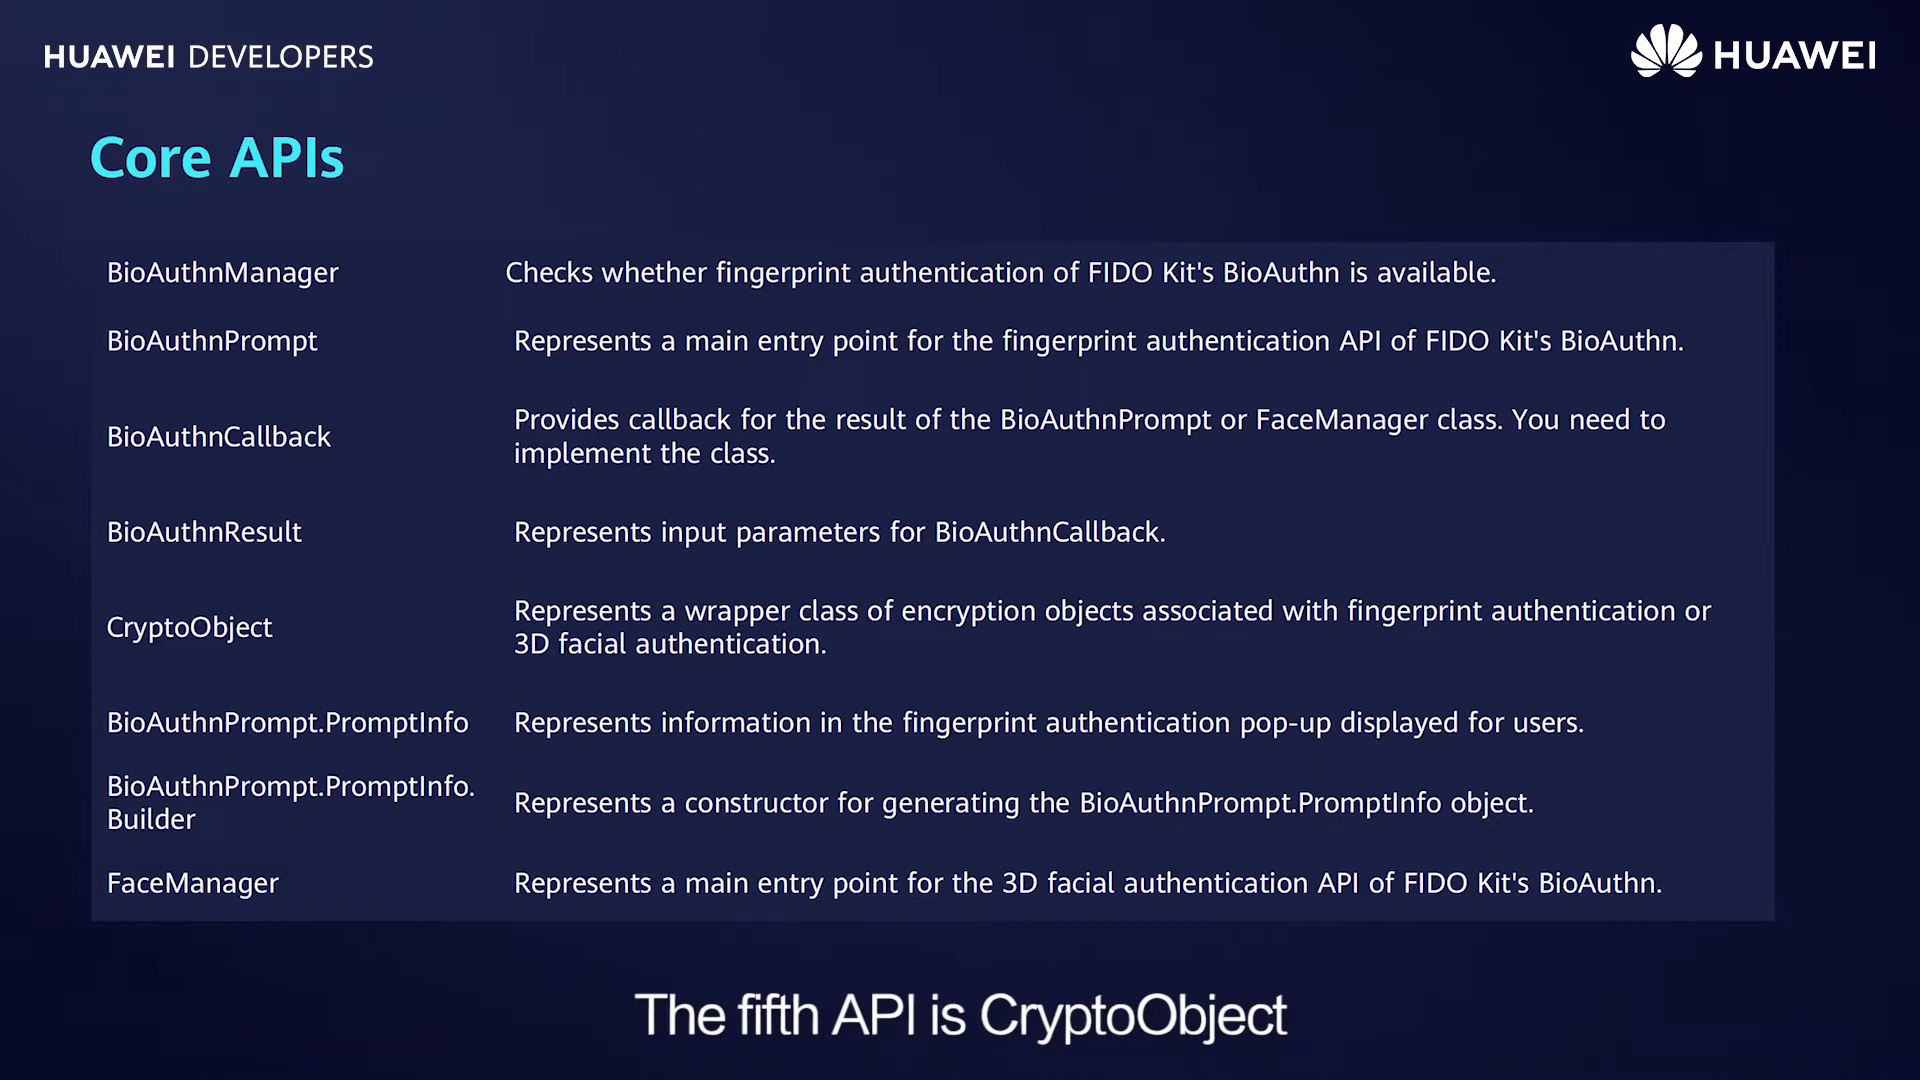 HUAWEI DEVELOPERS
HUAWEI
Core APIs
BioAuthnManager
Checks whether fingerprint authentication of FIDO Kit's BioAuthn is available.
BioAuthnPrompt
Represents a main entry point for the fingerprint authentication API of FIDO Kit's BioAuthn.
BioAuthnCallback
Provides callback for the result of the BioAuthnPrompt or FaceManager class. You need to
implement the class.
BioAuthnResult
Represents input parameters for BioAuthnCallback.
CryptoObject
Represents a wrapper class of encryption objects associated with fingerprint authentication or
3D facial authentication.
BioAuthnPrompt.PromptInfo
Represents information in the fingerprint authentication pop-up displayed for users.
BioAuthnPrompt.PromptInfo.
Builder
Represents a constructor for generating the BioAuthnPrompt.PromptInfo object.
FaceManager
Represents a main entry point for the 3D facial authentication API of FIDO Kit's BioAuthn.
The fifth API is CryptoObject